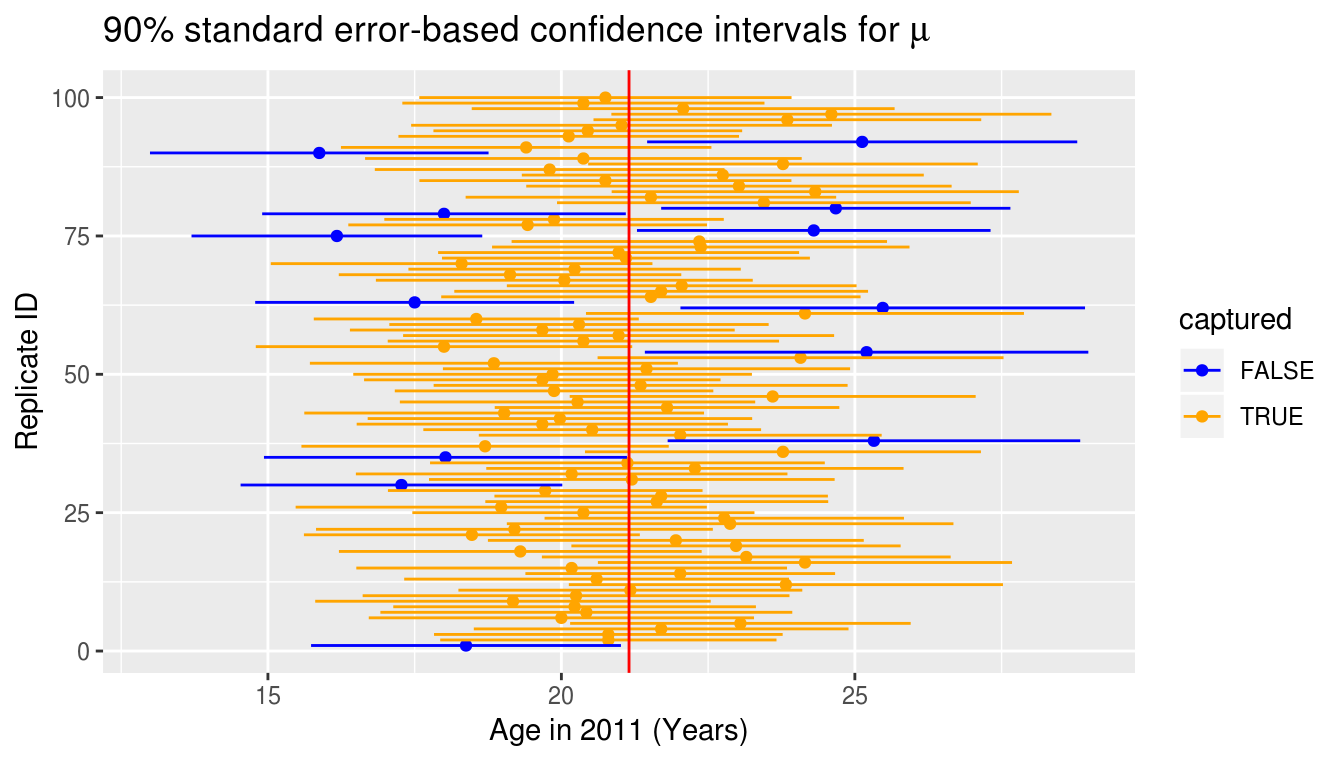 90% standard error-based confidence intervals for μ
100
75
50
25
0
Replicate ID
15 20 25
Age in 2011 (Years)
captured
FALSE
TRUE